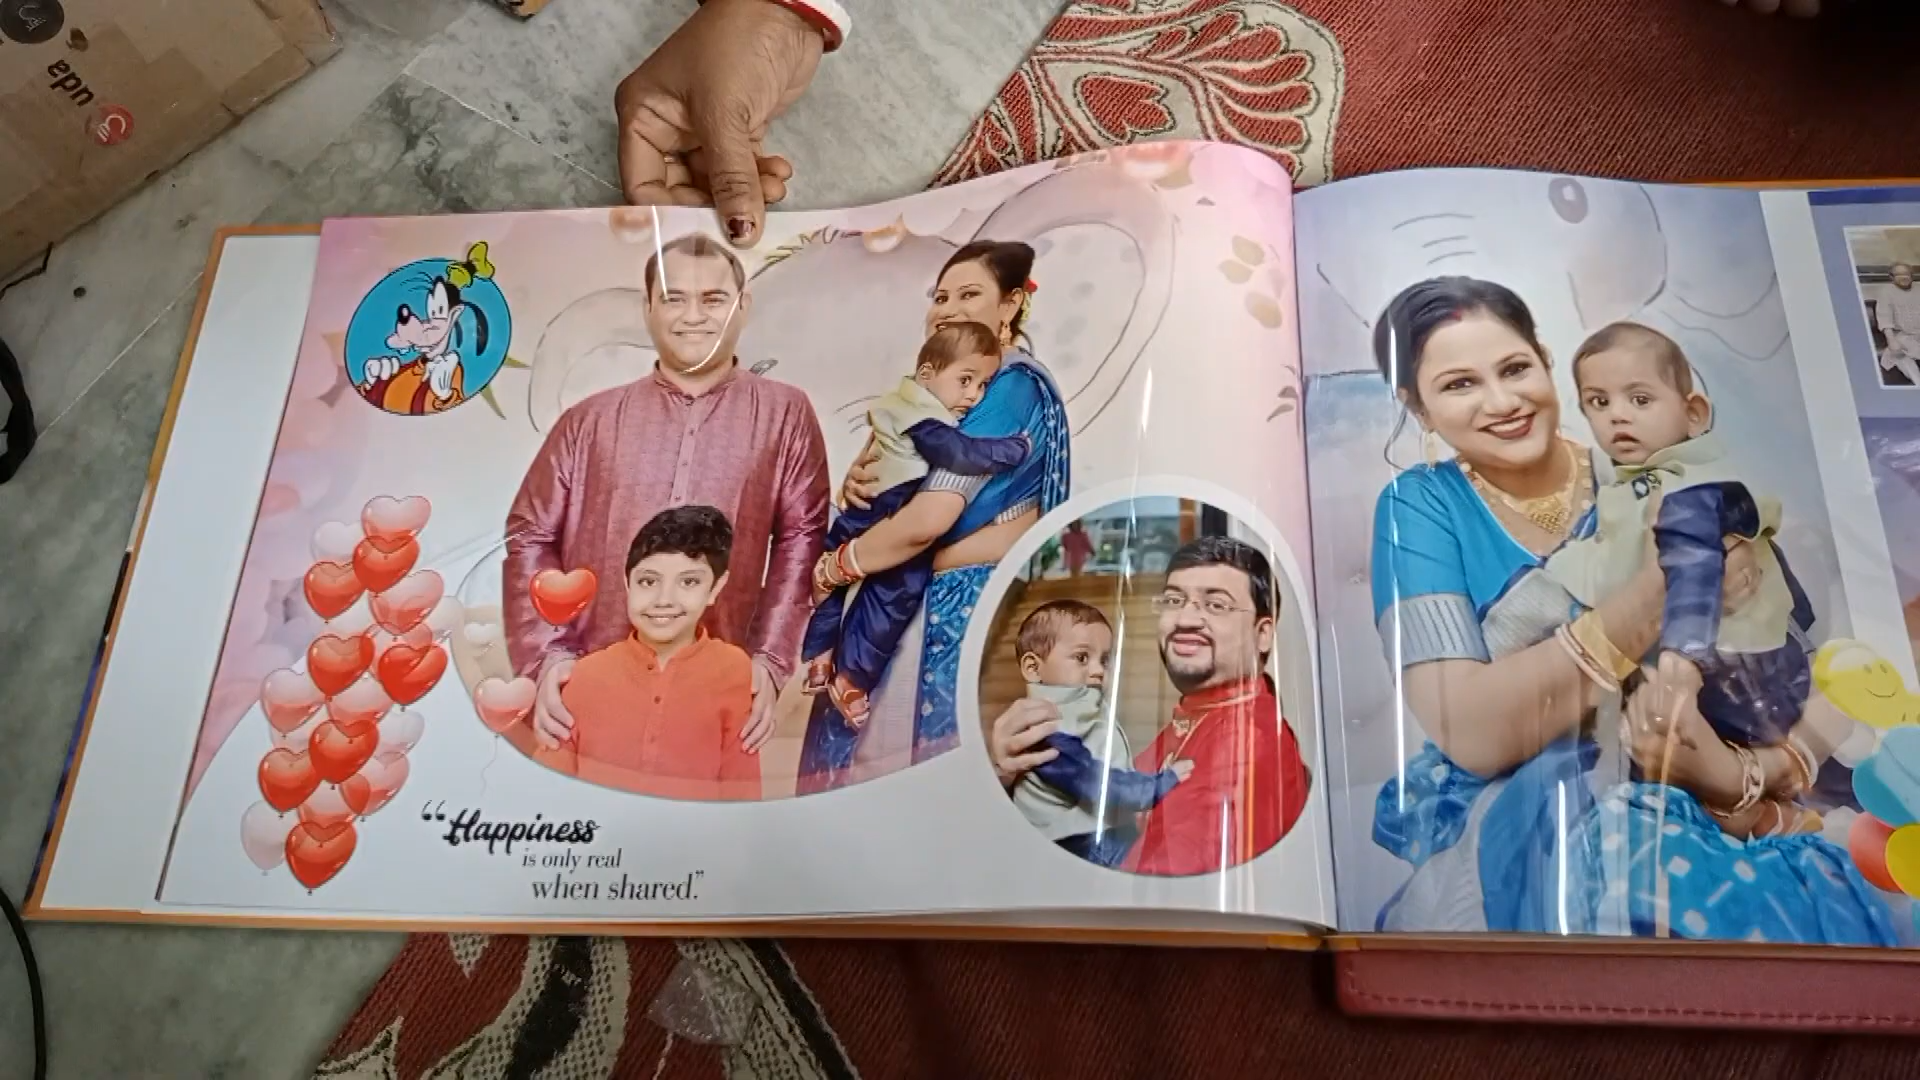 “Happiness
is only real
when shared.”